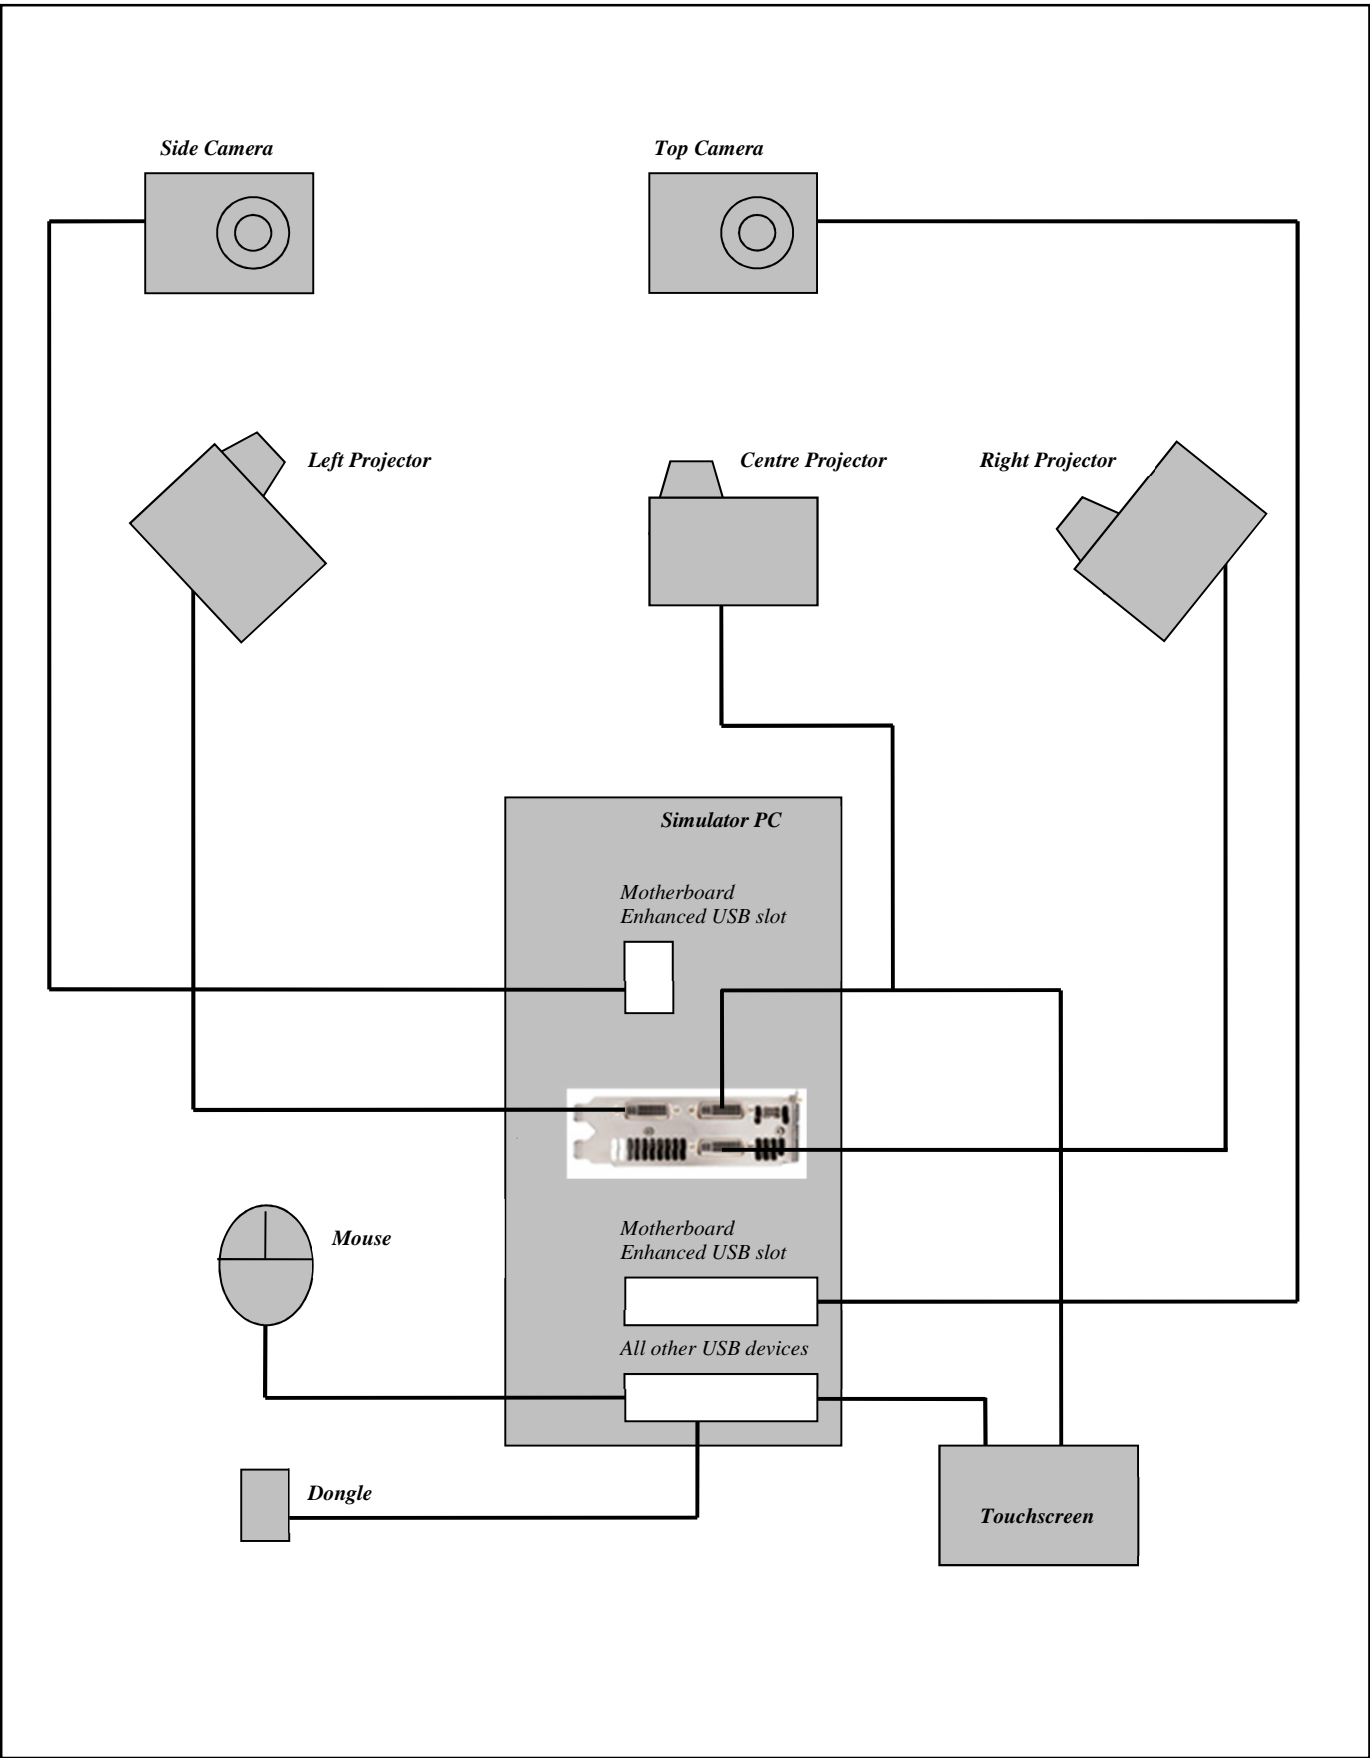 Side Camera
Top Camera
Left Projector
Centre Projector
Right Projector
Simulator PC
Motherboard
Enhanced USB slot
Mouse
Motherboard
Enhanced USB slot
All other USB devices
Dongle
Touchscreen